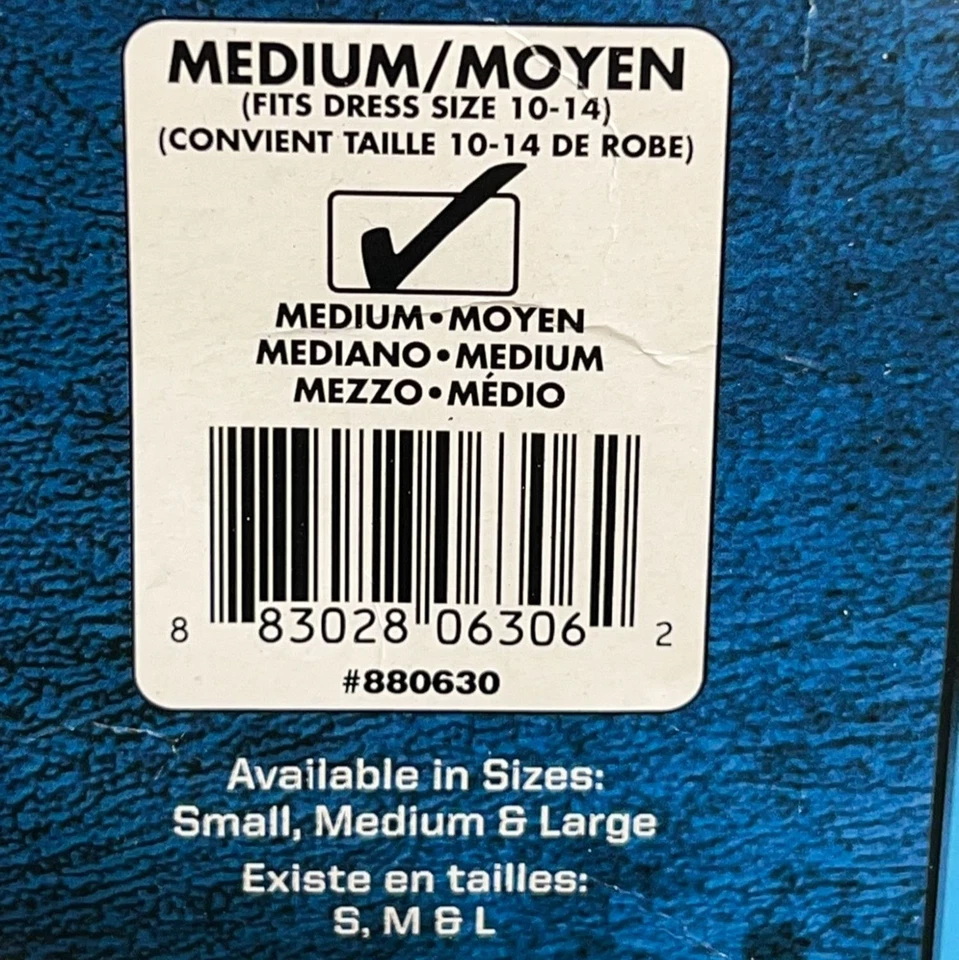 MEDIUM/MOYEN
(FITS DRESS SIZE 10-14)
(CONVIENT TAILLE 10-14 DE ROBE)
MEDIUM•MOYEN
MEDIANO•MEDIUM
MEZZO•MÉDIO
8 83028 06306 2
#880630
Available in Sizes:
Small, Medium & Large
Existe en tailles:
S, M & L